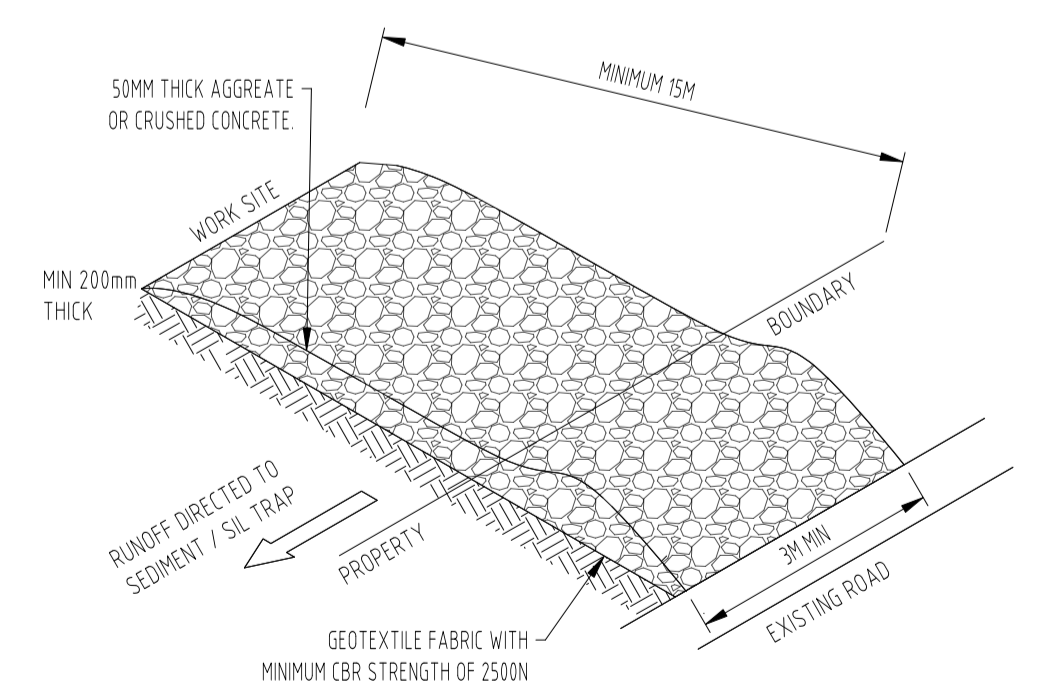 MINIMUM 15M
50MM THICK AGGREATE
OR CRUSHED CONCRETE.
WORK SITE
MIN 200mm
THICK
BOUNDARY
RUNOFF DIRECTED TO
SEDIMENT / SIL TRAP
PROPERTY
3M MIN
EXISTING ROAD
GEOTEXTILE FABRIC WITH
MINIMUM CBR STRENGTH OF 2500N